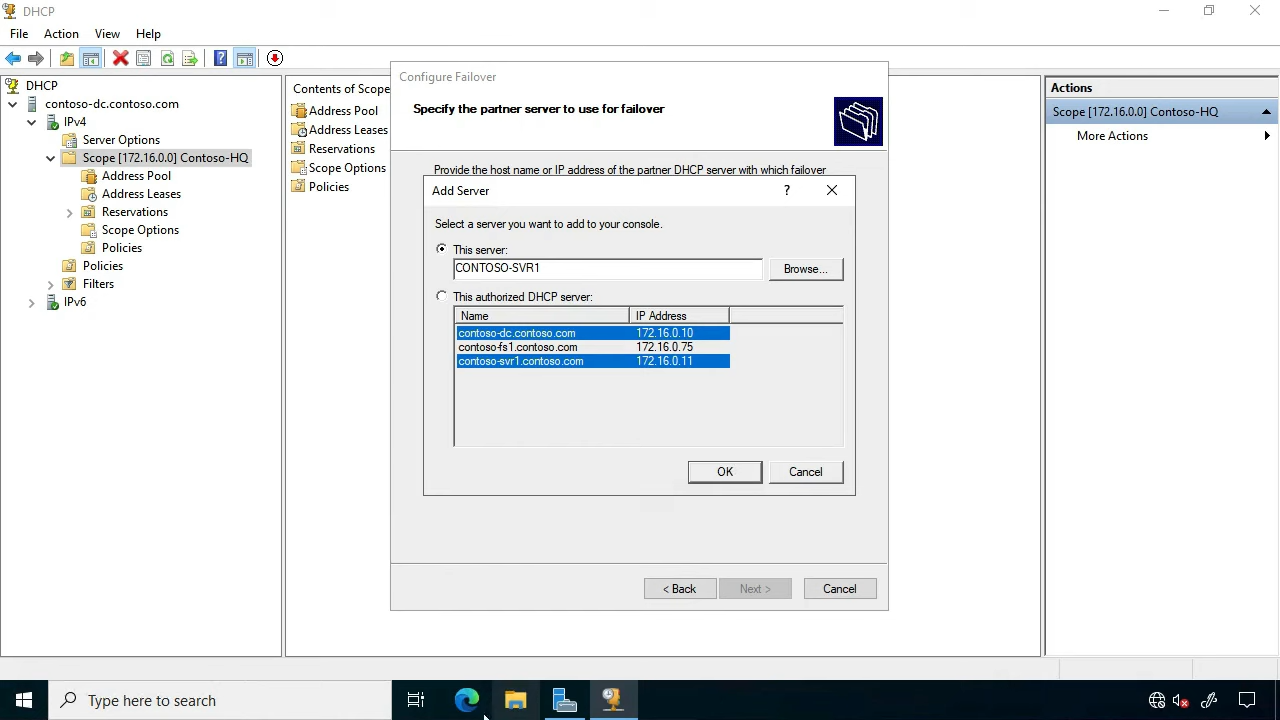 DHCP
File Action View Help
DHCP
contoso-dc.contoso.com
IPv4
Server Options
Scope [172.16.0.0] Contoso-HQ
Address Pool
Address Leases
Reservations
Scope Options
Policies
Policies
Filters
IPv6
Contents of Scope
Address Pool
Address Leases
Reservations
Scope Options
Policies
Configure Failover
Specify the partner server to use for failover
Provide the host name or IP address of the partner DHCP server with which failover
Add Server
?
Select a server you want to add to your console.
This server:
CONTOSO-SVR1
Browse...
This authorized DHCP server:
Name IP Address
contoso-dc.contoso.com 172.16.0.10
contoso-fs1.contoso.com 172.16.0.75
contoso-svr1.contoso.com 172.16.0.11
OK Cancel
< Back Next > Cancel
Actions
Scope [172.16.0.0] Contoso-HQ
More Actions
Type here to search